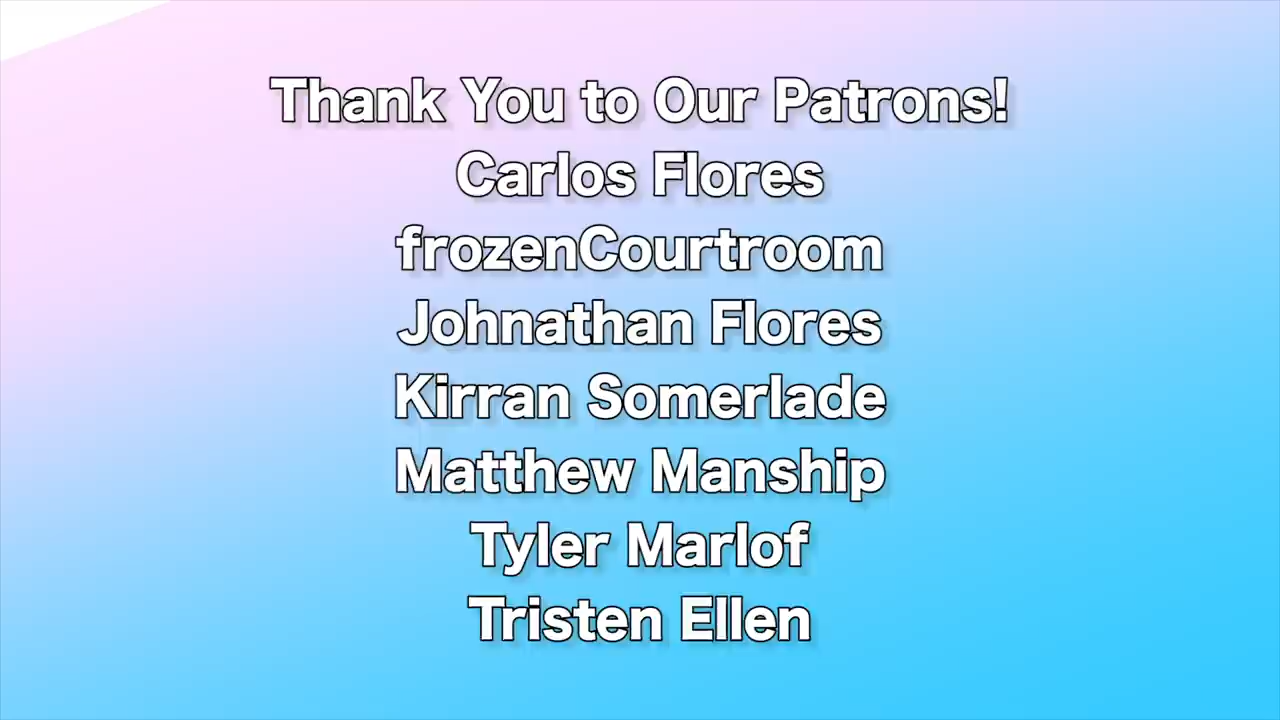 Thank You to Our Patrons!
Carlos Flores
frozenCourtroom
Johnathan Flores
Kirran Somerlade
Matthew Manship
Tyler Marlof
Tristen Ellen